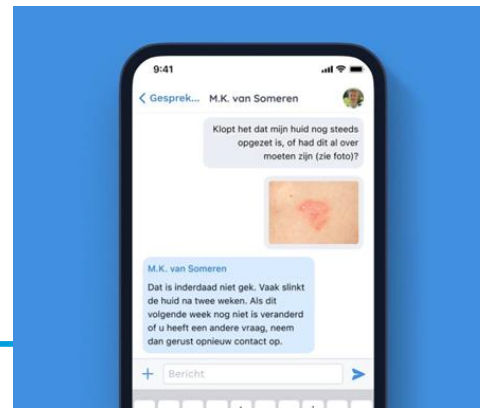 9:41
Gesprek... M.K. van Someren
Klopt het dat mijn huid nog steeds
opgezet is, of had dit al over
moeten zijn (zie foto)?
M.K. van Someren
Dat is inderdaad niet gek. Vaak slinkt
de huid na twee weken. Als dit
volgende week nog niet is veranderd
of u heeft een andere vraag, neem
dan gerust opnieuw contact op.
Bericht